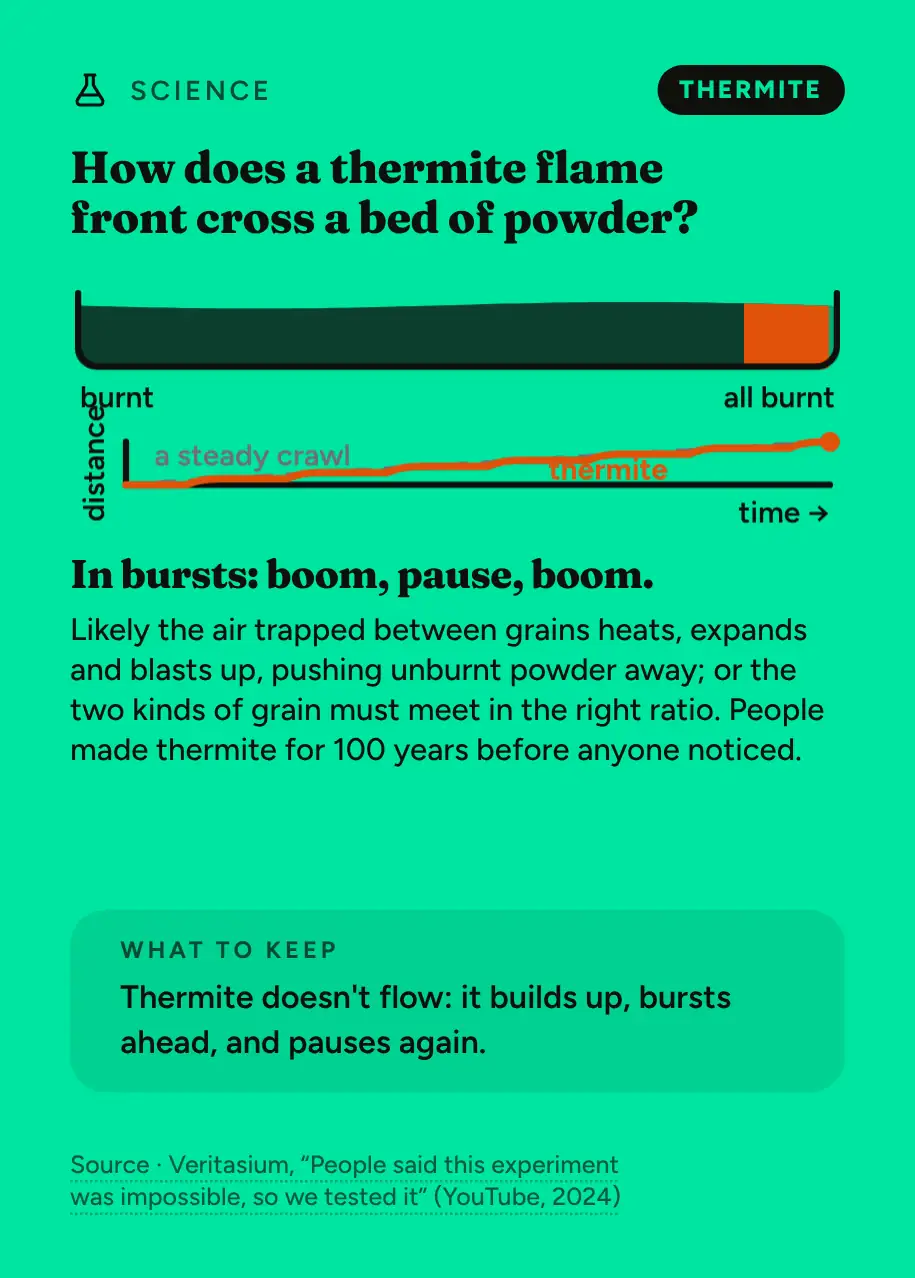 SCIENCE
THERMITE
How does a thermite flame
front cross a bed of powder?
burnt
all burnt
distance
a steady crawl
thermite
time →
In bursts: boom, pause, boom.
Likely the air trapped between grains heats, expands
and blasts up, pushing unburnt powder away; or the
two kinds of grain must meet in the right ratio. People
made thermite for 100 years before anyone noticed.
WHAT TO KEEP
Thermite doesn't flow: it builds up, bursts
ahead, and pauses again.
Source · Veritasium, “People said this experiment
was impossible, so we tested it” (YouTube, 2024)